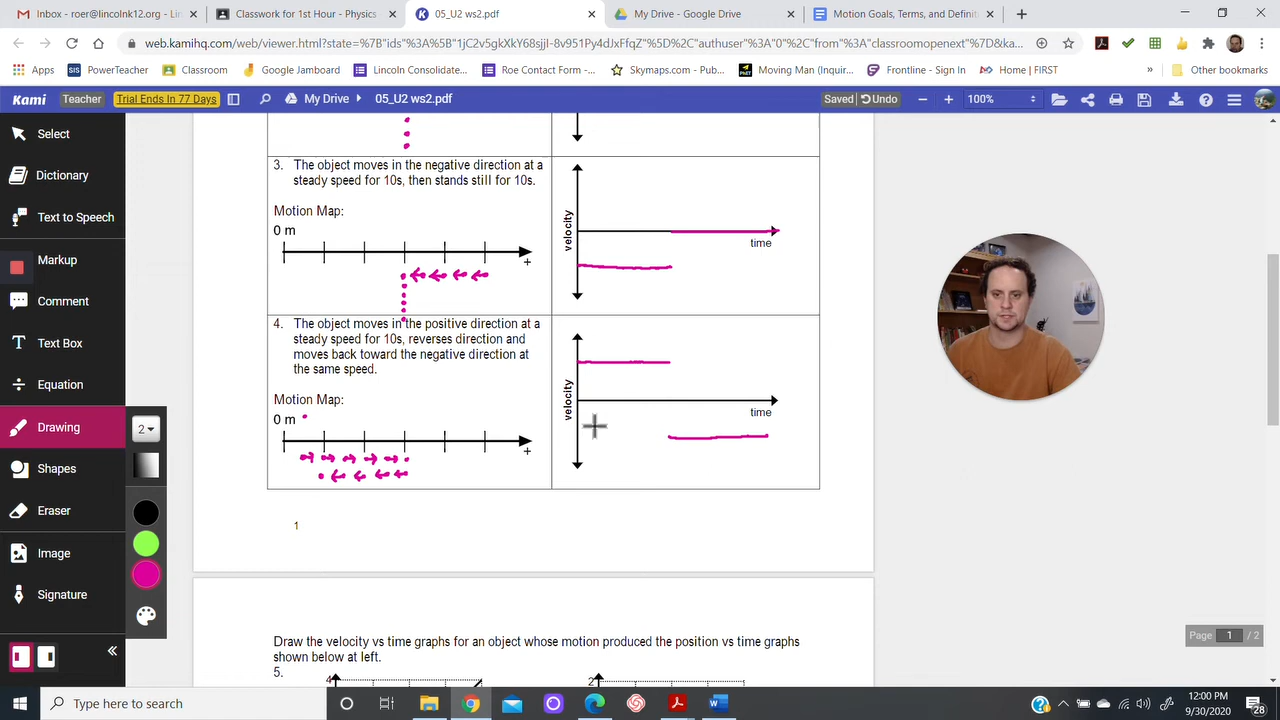 Inbox - roer@lincolnk12.org - Lin
Classwork for 1st Hour - Physics
05_U2 ws2.pdf
My Drive - Google Drive
Motion Goals, Terms, and Definit
web.kamihq.com/web/viewer.html?state=%7B"ids"%3A%5B"1jC2v5gkXkY68sijI-8v951Py4dJxFfqZ"%5D%2C"authuser"%3A"0"%2C"from"%3A"classroomopennext"%7D&ka...
Apps
PowerTeacher
Classroom
Google Jamboard
Lincoln Consolidate...
Roe Contact Form -...
Skymaps.com - Pub...
Moving Man (Inquir...
Frontline - Sign In
Home | FIRST
»
Other bookmarks
Kami
Teacher
Trial Ends In 77 Days
My Drive
05_U2 ws2.pdf
Saved
Undo
100%
Select
Dictionary
Text to Speech
Markup
Comment
Text Box
Equation
Drawing
2
Shapes
Eraser
Image
Signature
3. The object moves in the negative direction at a
steady speed for 10s, then stands still for 10s.
Motion Map:
0 m
+
velocity
time
4. The object moves in the positive direction at a
steady speed for 10s, reverses direction and
moves back toward the negative direction at
the same speed.
Motion Map:
0 m
+
velocity
time
1
Draw the velocity vs time graphs for an object whose motion produced the position vs time graphs
shown below at left.
5.
4
2
Page 1 / 2
Type here to search
12:00 PM
9/30/2020
28